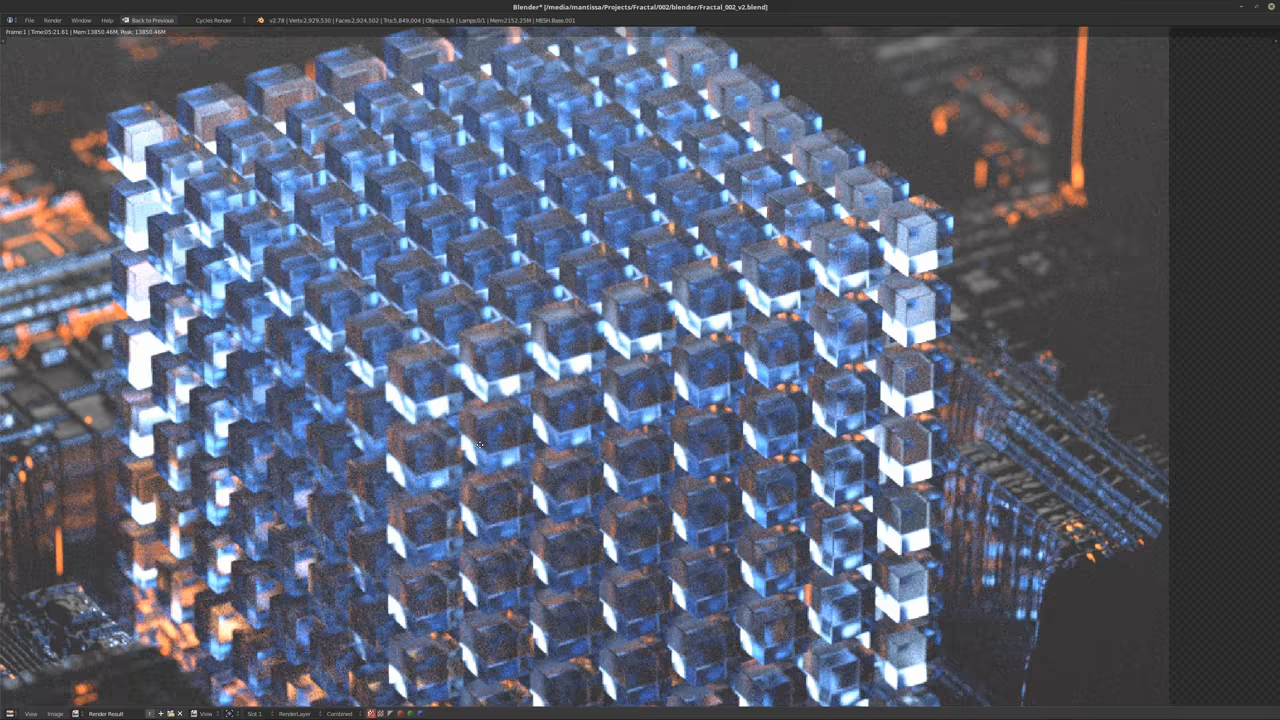 Blender* [/media/mantissa/Projects/Fractal/002/blender/Fractal_002_v2.blend]
File Render Window Help Back to Previous Cycles Render v2.78 | Verts:2,929,530 | Faces:2,924,502 | Tris:5,849,004 | Objects:1/6 | Lamps:0/1 | Mem:2152.25M | MESH.Base.001
Frame:1 | Time:05:21.61 | Mem:13850.46M, Peak: 13850.46M
View Image Render Result View Slot 1 RenderLayer Combined